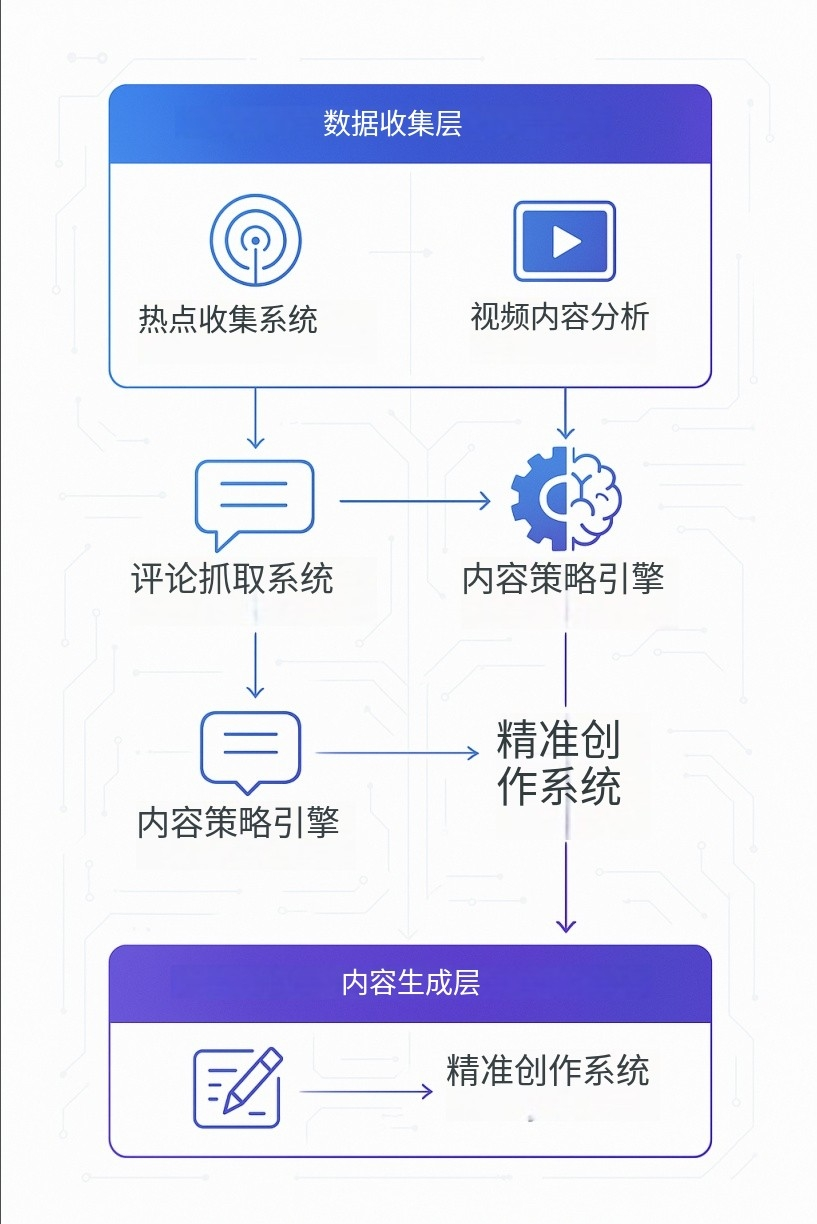 数据收集层
热点收集系统
视频内容分析
评论抓取系统
内容策略引擎
精准创
作系统
内容策略引擎
内容生成层
精准创作系统